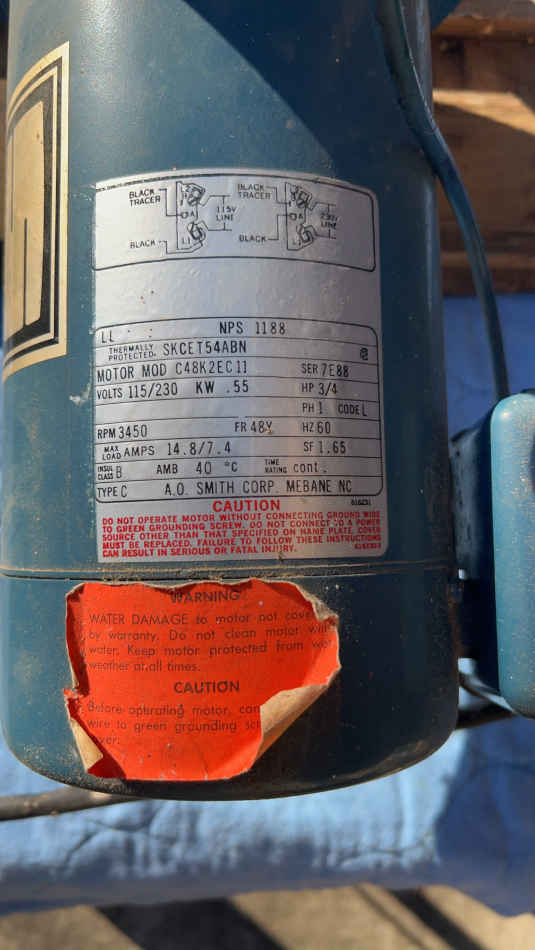 BLACK TRACER
115V LINE
BLACK
L1
BLACK TRACER
230V LINE
BLACK
L1
LL NPS 1188
THERMALLY PROTECTED. SKCET54ABN
MOTOR MOD C48K2EC11 SER 7E88
VOLTS 115/230 KW .55 HP 3/4
PH 1 CODE L
RPM 3450 FR 48Y HZ 60
MAX LOAD AMPS 14.8/7.4 SF 1.65
INSUL CLASS B AMB 40 °C TIME RATING cont.
TYPE C A.O. SMITH CORP. MEBANE NC
616231
CAUTION
DO NOT OPERATE MOTOR WITHOUT CONNECTING GROUND WIRE
TO GREEN GROUNDING SCREW. DO NOT CONNECT TO A POWER
SOURCE OTHER THAN THAT SPECIFIED ON NAME PLATE. COVER
MUST BE REPLACED. FAILURE TO FOLLOW THESE INSTRUCTIONS
CAN RESULT IN SERIOUS OR FATAL INJURY.
WARNING
WATER DAMAGE to motor not cove
by warranty. Do not clean motor with
water. Keep motor protected from we
weather at all times.
CAUTION
Before operating motor, con
wire to green grounding scr